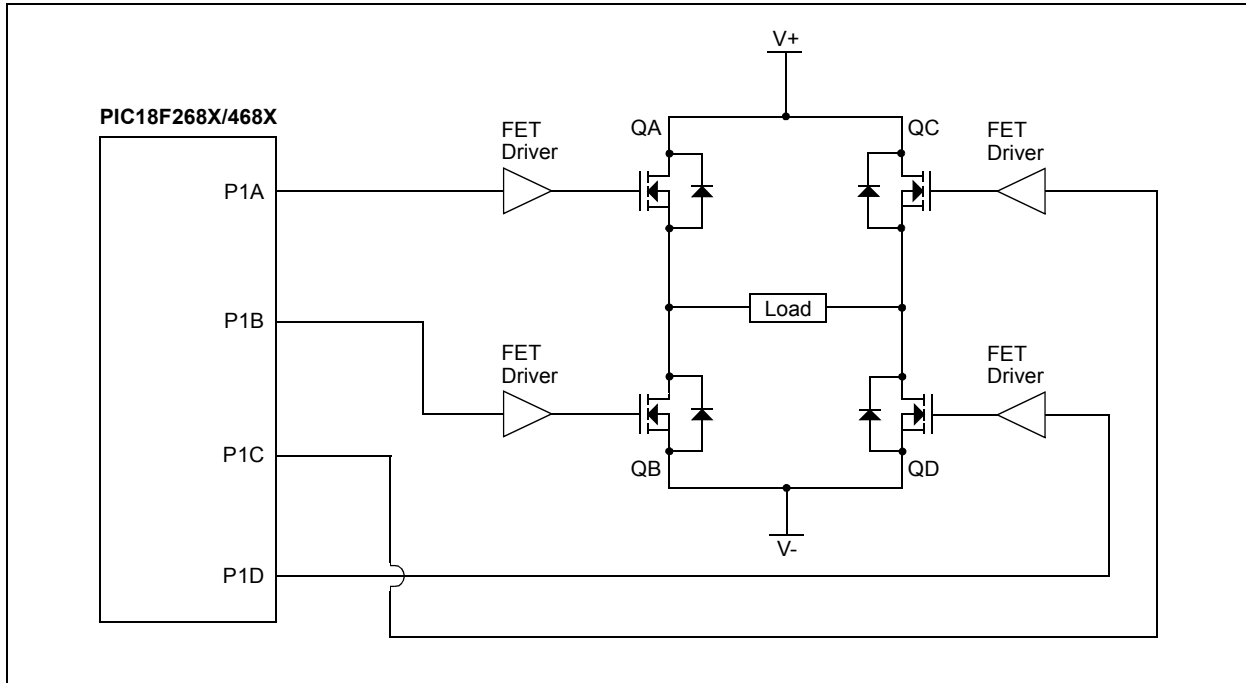 V+
PIC18F268X/468X
FET
Driver
QA
QC
FET
Driver
P1A
Load
P1B
FET
Driver
FET
Driver
P1C
QB
QD
V-
P1D